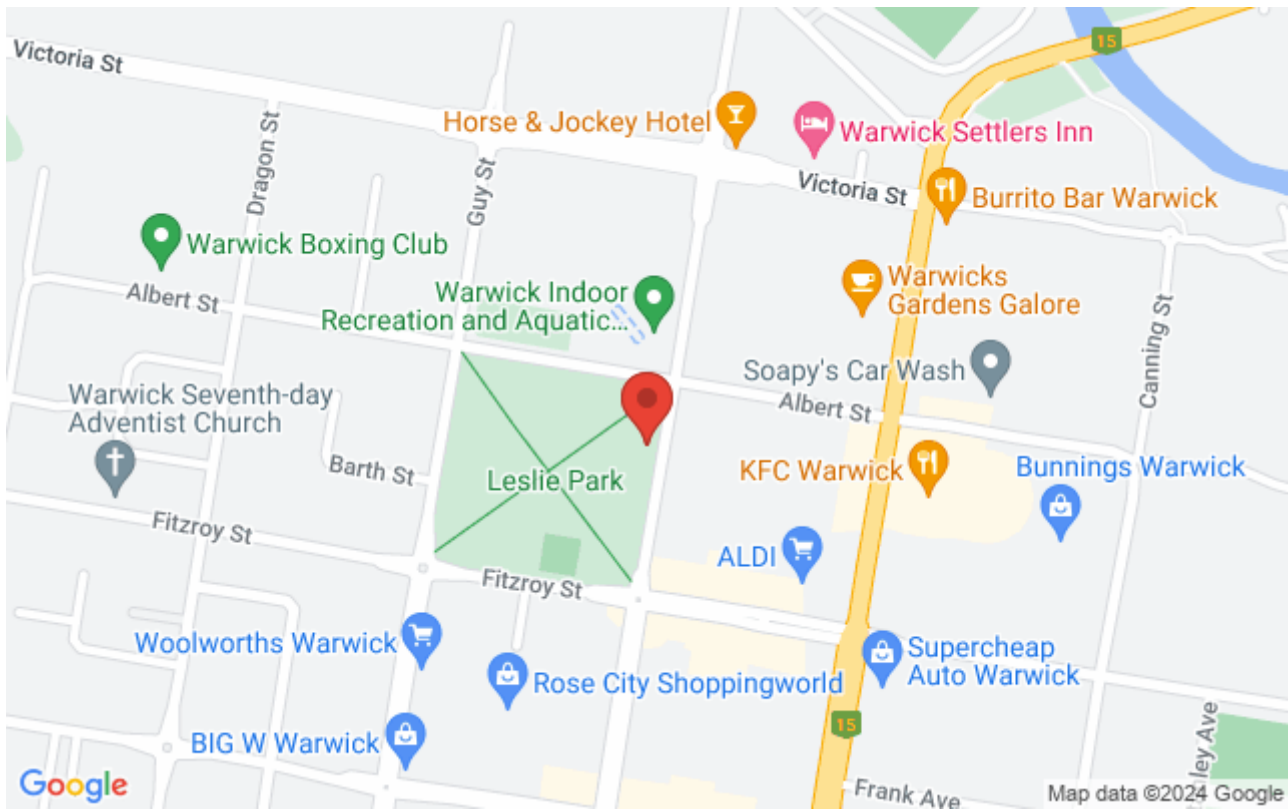 Victoria St
15
Horse & Jockey Hotel
Warwick Settlers Inn
Dragon St
Guy St
Victoria St
Burrito Bar Warwick
Warwick Boxing Club
Albert St
Warwick Indoor
Recreation and Aquatic...
Warwicks
Gardens Galore
Canning St
Soapy's Car Wash
Albert St
Warwick Seventh-day
Adventist Church
Barth St
Leslie Park
KFC Warwick
Bunnings Warwick
Fitzroy St
ALDI
Fitzroy St
Woolworths Warwick
Rose City Shoppingworld
Supercheap
Auto Warwick
15
BIG W Warwick
Ave
Google
Frank Ave
Map data ©2024 Google